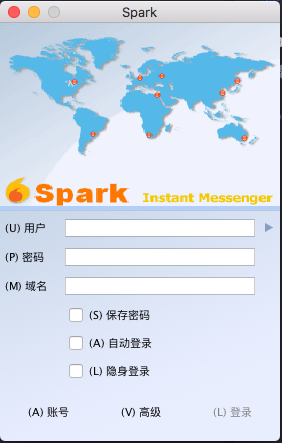 Spark
Spark Instant Messenger
(U) 用户
(P) 密码
(M) 域名
(S) 保存密码
(A) 自动登录
(L) 隐身登录
(A) 账号 (V) 高级 (L) 登录